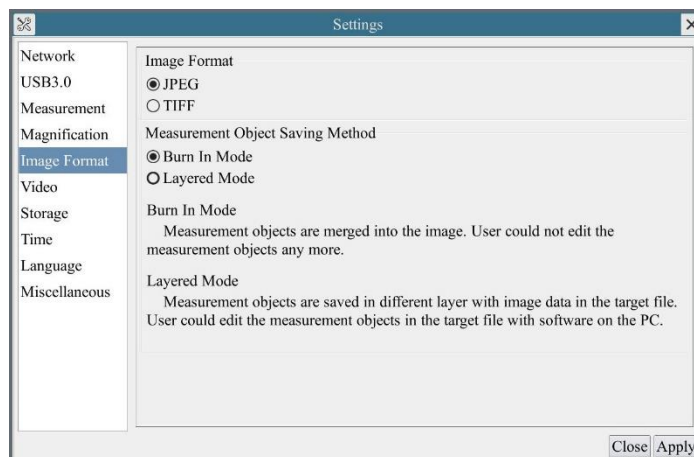 Settings
Network
USB3.0
Measurement
Magnification
Image Format
Video
Storage
Time
Language
Miscellaneous
Image Format
JPEG
TIFF
Measurement Object Saving Method
Burn In Mode
Layered Mode
Burn In Mode
Measurement objects are merged into the image. User could not edit the
measurement objects any more.
Layered Mode
Measurement objects are saved in different layer with image data in the target file.
User could edit the measurement objects in the target file with software on the PC.
Close Apply